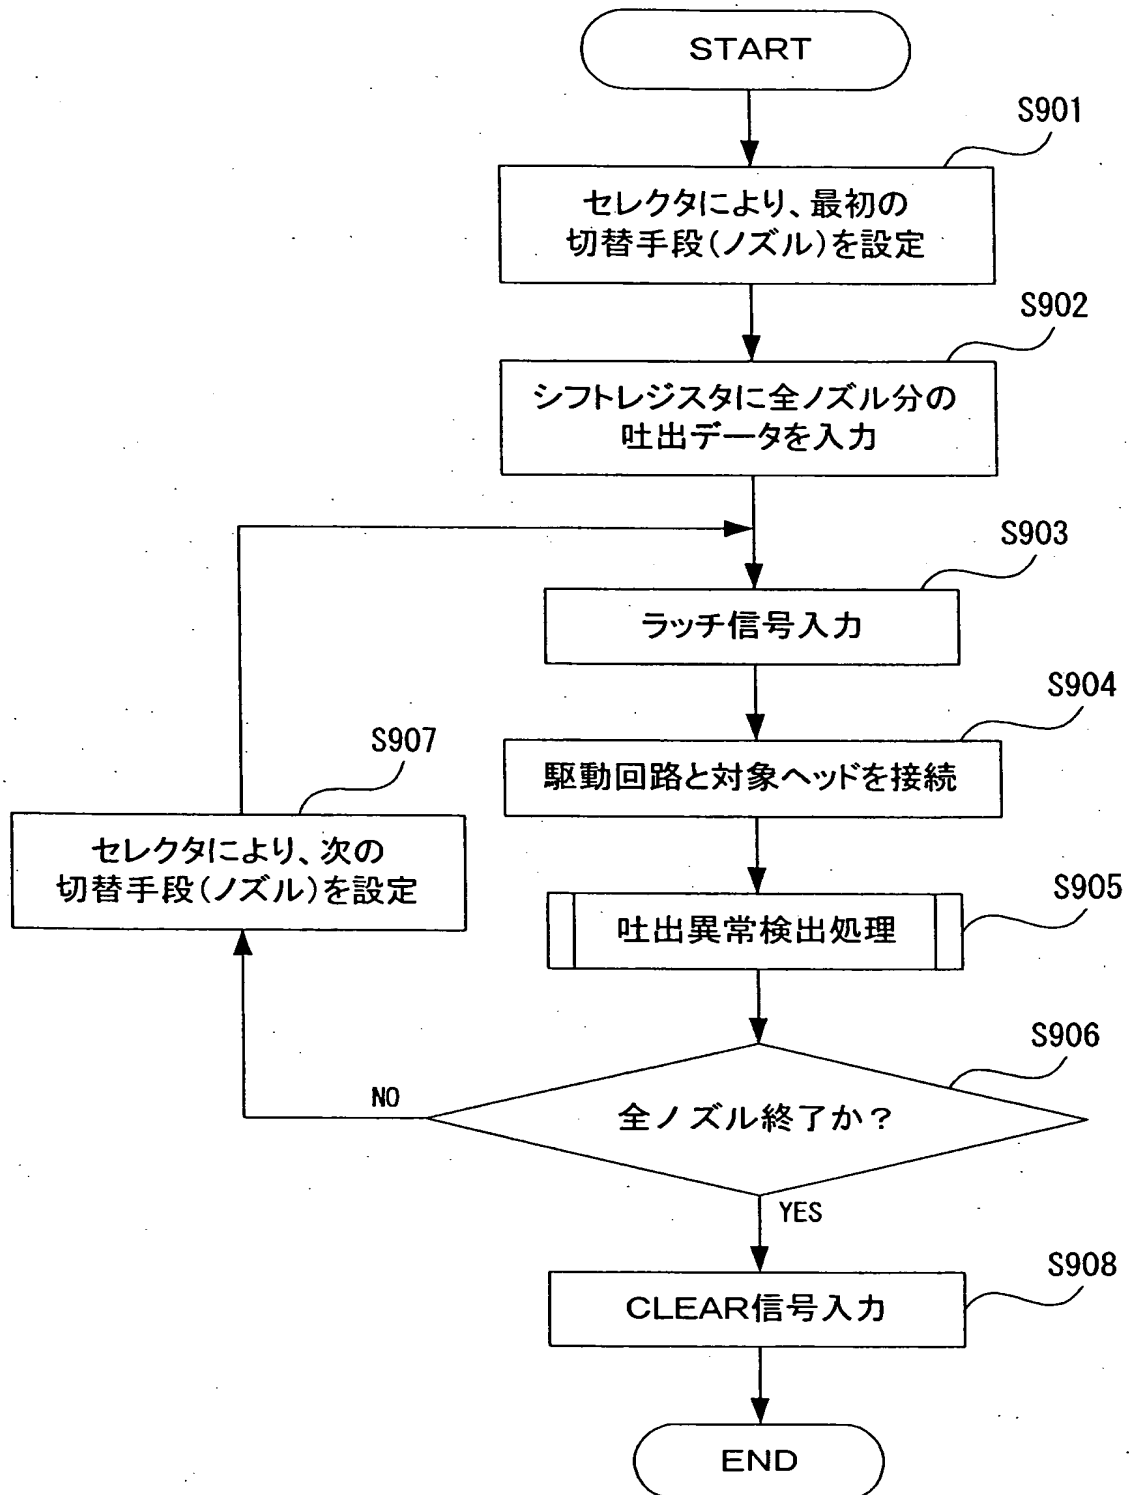 START
S901
セレクタにより、最初の
切替手段(ノズル)を設定
S902
シフトレジスタに全ノズル分の
吐出データを入力
S903
ラッチ信号入力
S904
駆動回路と対象ヘッドを接続
S907
セレクタにより、次の
切替手段(ノズル)を設定
S905
吐出異常検出処理
S906
全ノズル終了か?
NO
YES
S908
CLEAR信号入力
END